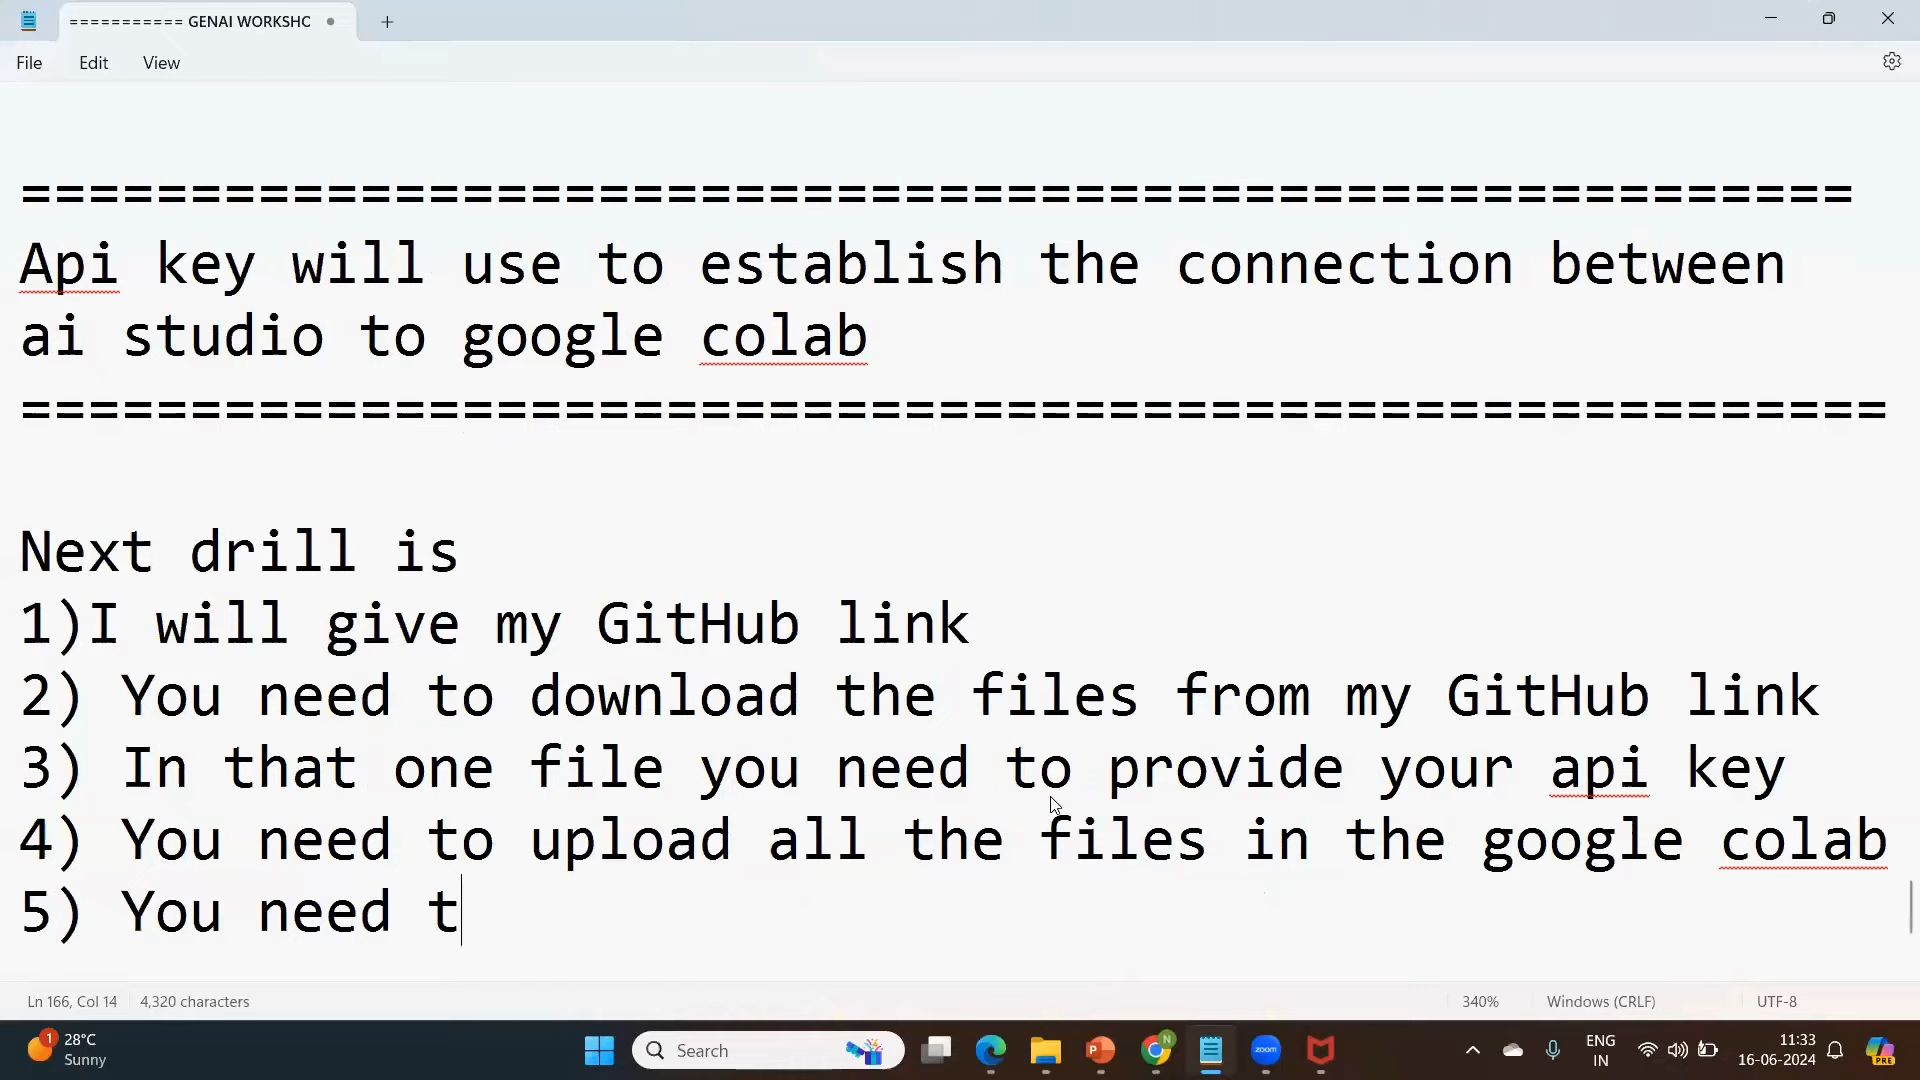 =========== GENAI WORKSHC
File Edit View
======================================================
Api key will use to establish the connection between
ai studio to google colab
=======================================================
Next drill is
1)I will give my GitHub link
2) You need to download the files from my GitHub link
3) In that one file you need to provide your api key
4) You need to upload all the files in the google colab
5) You need t
Ln 166, Col 14 4,320 characters 340% Windows (CRLF) UTF-8
1 28°C
Sunny
Search
zoom
PRE
ENG
IN
11:33
16-06-2024